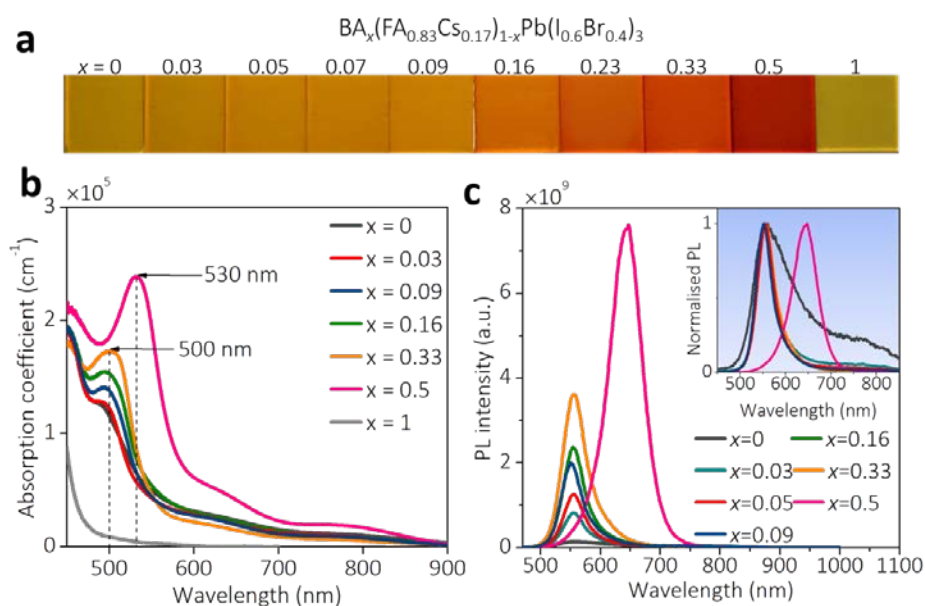 BAₓ(FA₀.₈₃Cs₀.₁₇)₁₋ₓPb(I₀.₆Br₀.₄)₃
a
x = 0 0.03 0.05 0.07 0.09 0.16 0.23 0.33 0.5 1
b
×10⁵
3
2
1
0
Absorption coefficient (cm⁻¹)
530 nm
500 nm
x = 0
x = 0.03
x = 0.09
x = 0.16
x = 0.33
x = 0.5
x = 1
500 600 700 800 900
Wavelength (nm)
c
×10⁹
8
6
4
2
0
PL intensity (a.u.)
1
0
Normalised PL
500 600 700 800
Wavelength (nm)
x=0 x=0.16
x=0.03 x=0.33
x=0.05 x=0.5
x=0.09
500 600 700 800 900 1000 1100
Wavelength (nm)